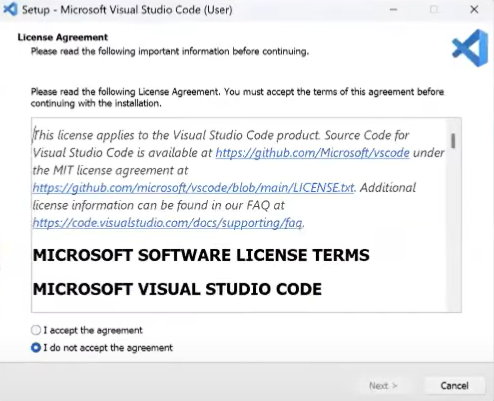 Setup - Microsoft Visual Studio Code (User)
License Agreement
Please read the following important information before continuing.
Please read the following License Agreement. You must accept the terms of this agreement before
continuing with the installation.
This license applies to the Visual Studio Code product. Source Code for
Visual Studio Code is available at https://github.com/Microsoft/vscode under
the MIT license agreement at
https://github.com/microsoft/vscode/blob/main/LICENSE.txt. Additional
license information can be found in our FAQ at
https://code.visualstudio.com/docs/supporting/faq.
MICROSOFT SOFTWARE LICENSE TERMS
MICROSOFT VISUAL STUDIO CODE
I accept the agreement
I do not accept the agreement
Next >
Cancel